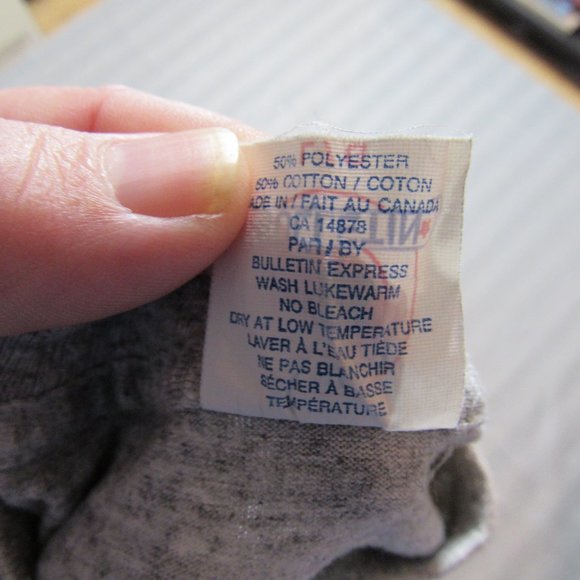 50% POLYESTER
50% COTTON / COTON
ADE IN / FAIT AU CANADA
CA 14878
PAR / BY
BULLETIN EXPRESS
WASH LUKEWARM
NO BLEACH
DRY AT LOW TEMPERATURE
LAVER À L'EAU TIÈDE
NE PAS BLANCHIR
SÉCHER À BASSE
TEMPÉRATURE